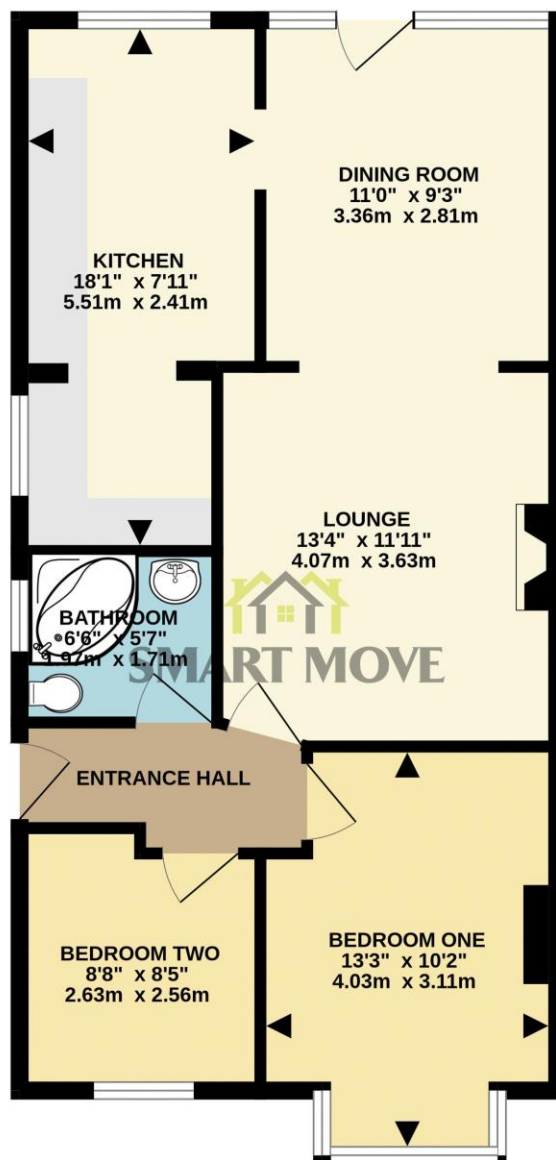 DINING ROOM
11'0" x 9'3"
3.36m x 2.81m
KITCHEN
18'1" x 7'11"
5.51m x 2.41m
LOUNGE
13'4" x 11'11"
4.07m x 3.63m
BATHROOM
6'6" x 5'7"
1.97m x 1.71m
SMART MOVE
ENTRANCE HALL
BEDROOM TWO
8'8" x 8'5"
2.63m x 2.56m
BEDROOM ONE
13'3" x 10'2"
4.03m x 3.11m